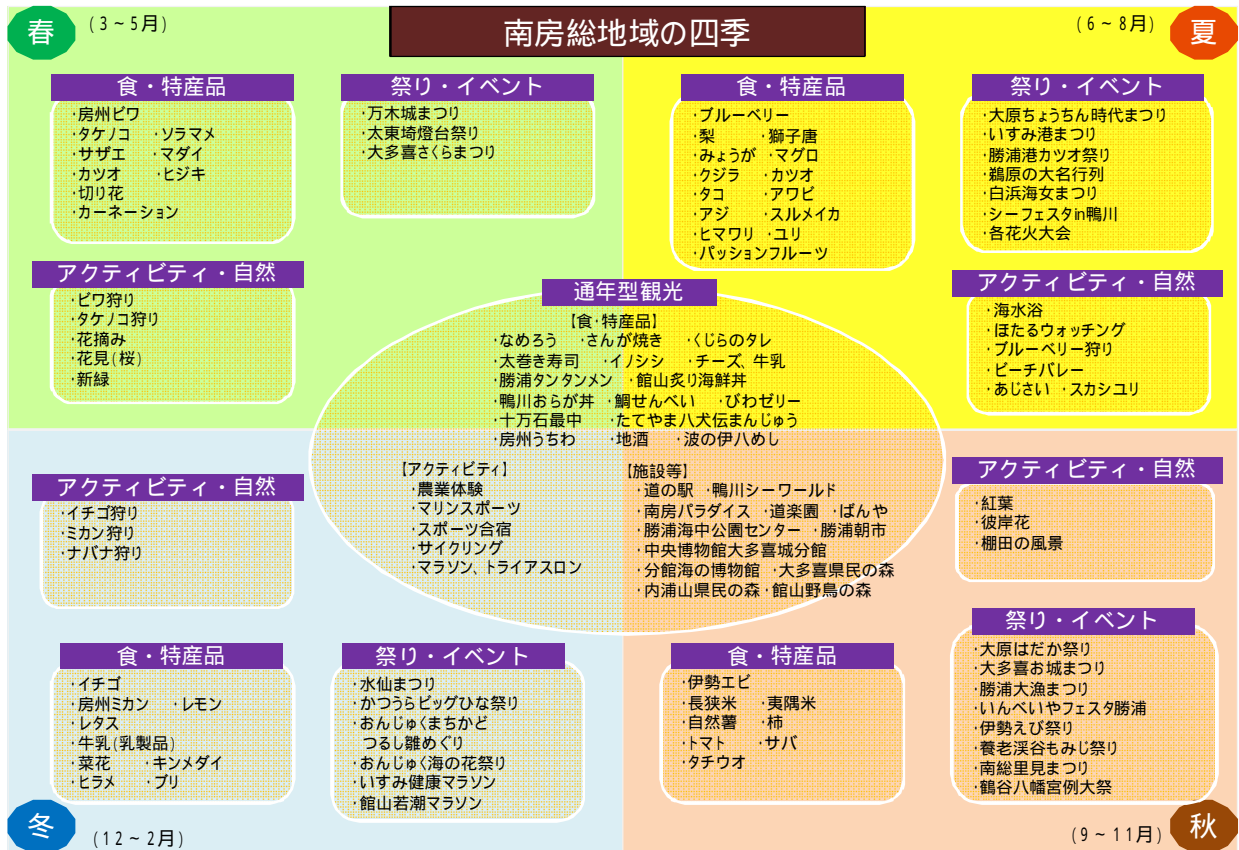 南房総地域の四季
春
(3~5月)
食・特産品
・房州ビワ
・タケノコ ・ソラマメ
・サザエ ・マダイ
・カツオ ・ヒジキ
・切り花
・カーネーション
祭り・イベント
・万木城まつり
・太東埼燈台祭り
・大多喜さくらまつり
アクティビティ・自然
・ビワ狩り
・タケノコ狩り
・花摘み
・花見(桜)
・新緑
(6~8月)
夏
食・特産品
・ブルーベリー
・梨 ・獅子唐
・みょうが ・マグロ
・クジラ ・カツオ
・タコ ・アワビ
・アジ ・スルメイカ
・ヒマワリ ・ユリ
・パッションフルーツ
祭り・イベント
・大原ちょうちん時代まつり
・いすみ港まつり
・勝浦港カツオ祭り
・鵜原の大名行列
・白浜海女まつり
・シーフェスタin鴨川
・各花火大会
アクティビティ・自然
・海水浴
・ほたるウォッチング
・ブルーベリー狩り
・ビーチバレー
・あじさい ・スカシユリ
通年型観光
【食・特産品】
・なめろう ・さんが焼き ・くじらのタレ
・太巻き寿司 ・イノシシ ・チーズ、牛乳
・勝浦タンタンメン ・館山炙り海鮮丼
・鴨川おらが丼 ・鯛せんべい ・びわゼリー
・十万石最中 ・たてやま八犬伝まんじゅう
・房州うちわ ・地酒 ・波の伊八めし
【アクティビティ】
・農業体験
・マリンスポーツ
・スポーツ合宿
・サイクリング
・マラソン、トライアスロン
【施設等】
・道の駅 ・鴨川シーワールド
・南房パラダイス ・道楽園 ・ばんや
・勝浦海中公園センター ・勝浦朝市
・中央博物館大多喜城分館
・分館海の博物館 ・大多喜県民の森
・内浦山県民の森 ・館山野鳥の森
アクティビティ・自然
・イチゴ狩り
・ミカン狩り
・ナバナ狩り
食・特産品
・イチゴ
・房州ミカン ・レモン
・レタス
・牛乳(乳製品)
・菜花 ・キンメダイ
・ヒラメ ・ブリ
祭り・イベント
・水仙まつり
・かつうらビッグひな祭り
・おんじゅくまちかど
つるし雛めぐり
・おんじゅく海の花祭り
・いすみ健康マラソン
・館山若潮マラソン
冬
(12~2月)
アクティビティ・自然
・紅葉
・彼岸花
・棚田の風景
食・特産品
・伊勢エビ
・長狭米 ・夷隅米
・自然薯 ・柿
・トマト ・サバ
・タチウオ
祭り・イベント
・大原はだか祭り
・大多喜お城まつり
・勝浦大漁まつり
・いんべいやフェスタ勝浦
・伊勢えび祭り
・養老渓谷もみじ祭り
・南総里見まつり
・鶴谷八幡宮例大祭
(9~11月)
秋